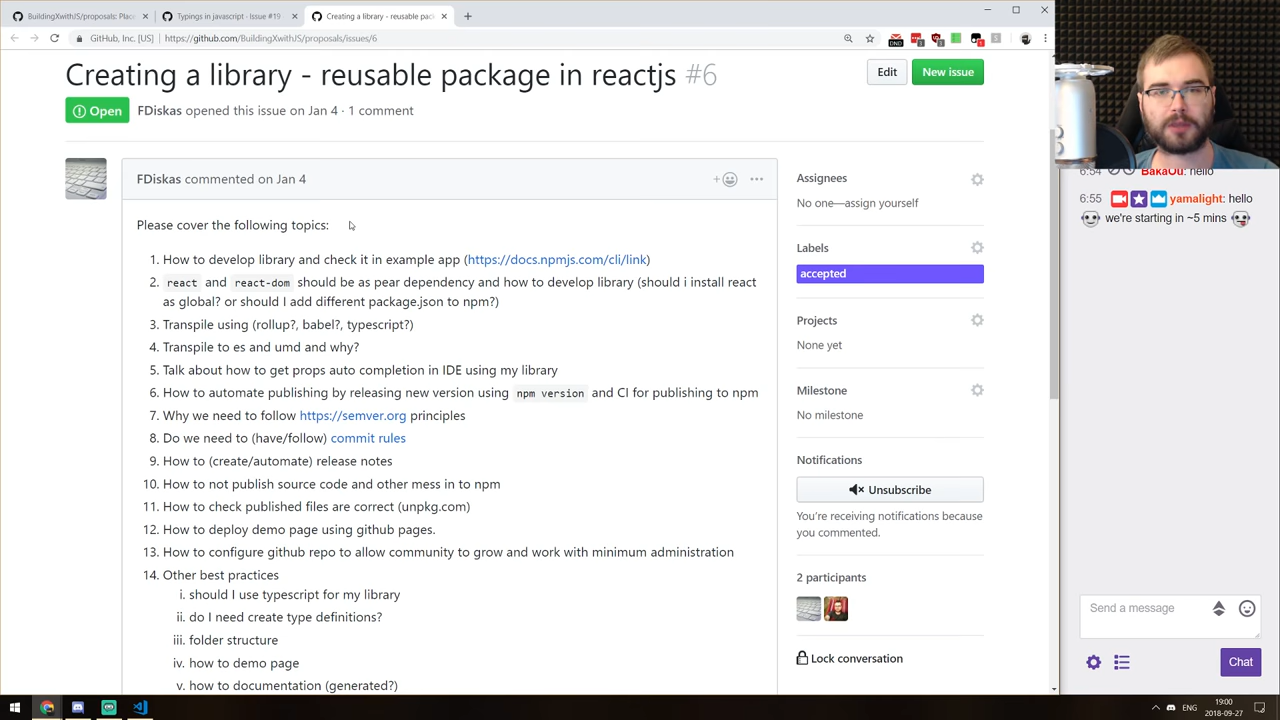 BuildingXwithJS/proposals: Place
Typings in javascript · Issue #19
Creating a library - reusable pack
GitHub, Inc. [US]
https://github.com/BuildingXwithJS/proposals/issues/6
Creating a library - reusable package in reactjs #6
Edit
New issue
Open
FDiskas opened this issue on Jan 4 · 1 comment
FDiskas commented on Jan 4
Please cover the following topics:
1. How to develop library and check it in example app (https://docs.npmjs.com/cli/link)
2. react and react-dom should be as pear dependency and how to develop library (should i install react
as global? or should I add different package.json to npm?)
3. Transpile using (rollup?, babel?, typescript?)
4. Transpile to es and umd and why?
5. Talk about how to get props auto completion in IDE using my library
6. How to automate publishing by releasing new version using npm version and CI for publishing to npm
7. Why we need to follow https://semver.org principles
8. Do we need to (have/follow) commit rules
9. How to (create/automate) release notes
10. How to not publish source code and other mess in to npm
11. How to check published files are correct (unpkg.com)
12. How to deploy demo page using github pages.
13. How to configure github repo to allow community to grow and work with minimum administration
14. Other best practices
i. should I use typescript for my library
ii. do I need create type definitions?
iii. folder structure
iv. how to demo page
v. how to documentation (generated?)
Assignees
No one—assign yourself
Labels
accepted
Projects
None yet
Milestone
No milestone
Notifications
Unsubscribe
You're receiving notifications because
you commented.
2 participants
Lock conversation
6:54 BakaOu: hello
6:55 yamalight: hello
we're starting in ~5 mins
Send a message
Chat
ENG
19:00
2018-09-27